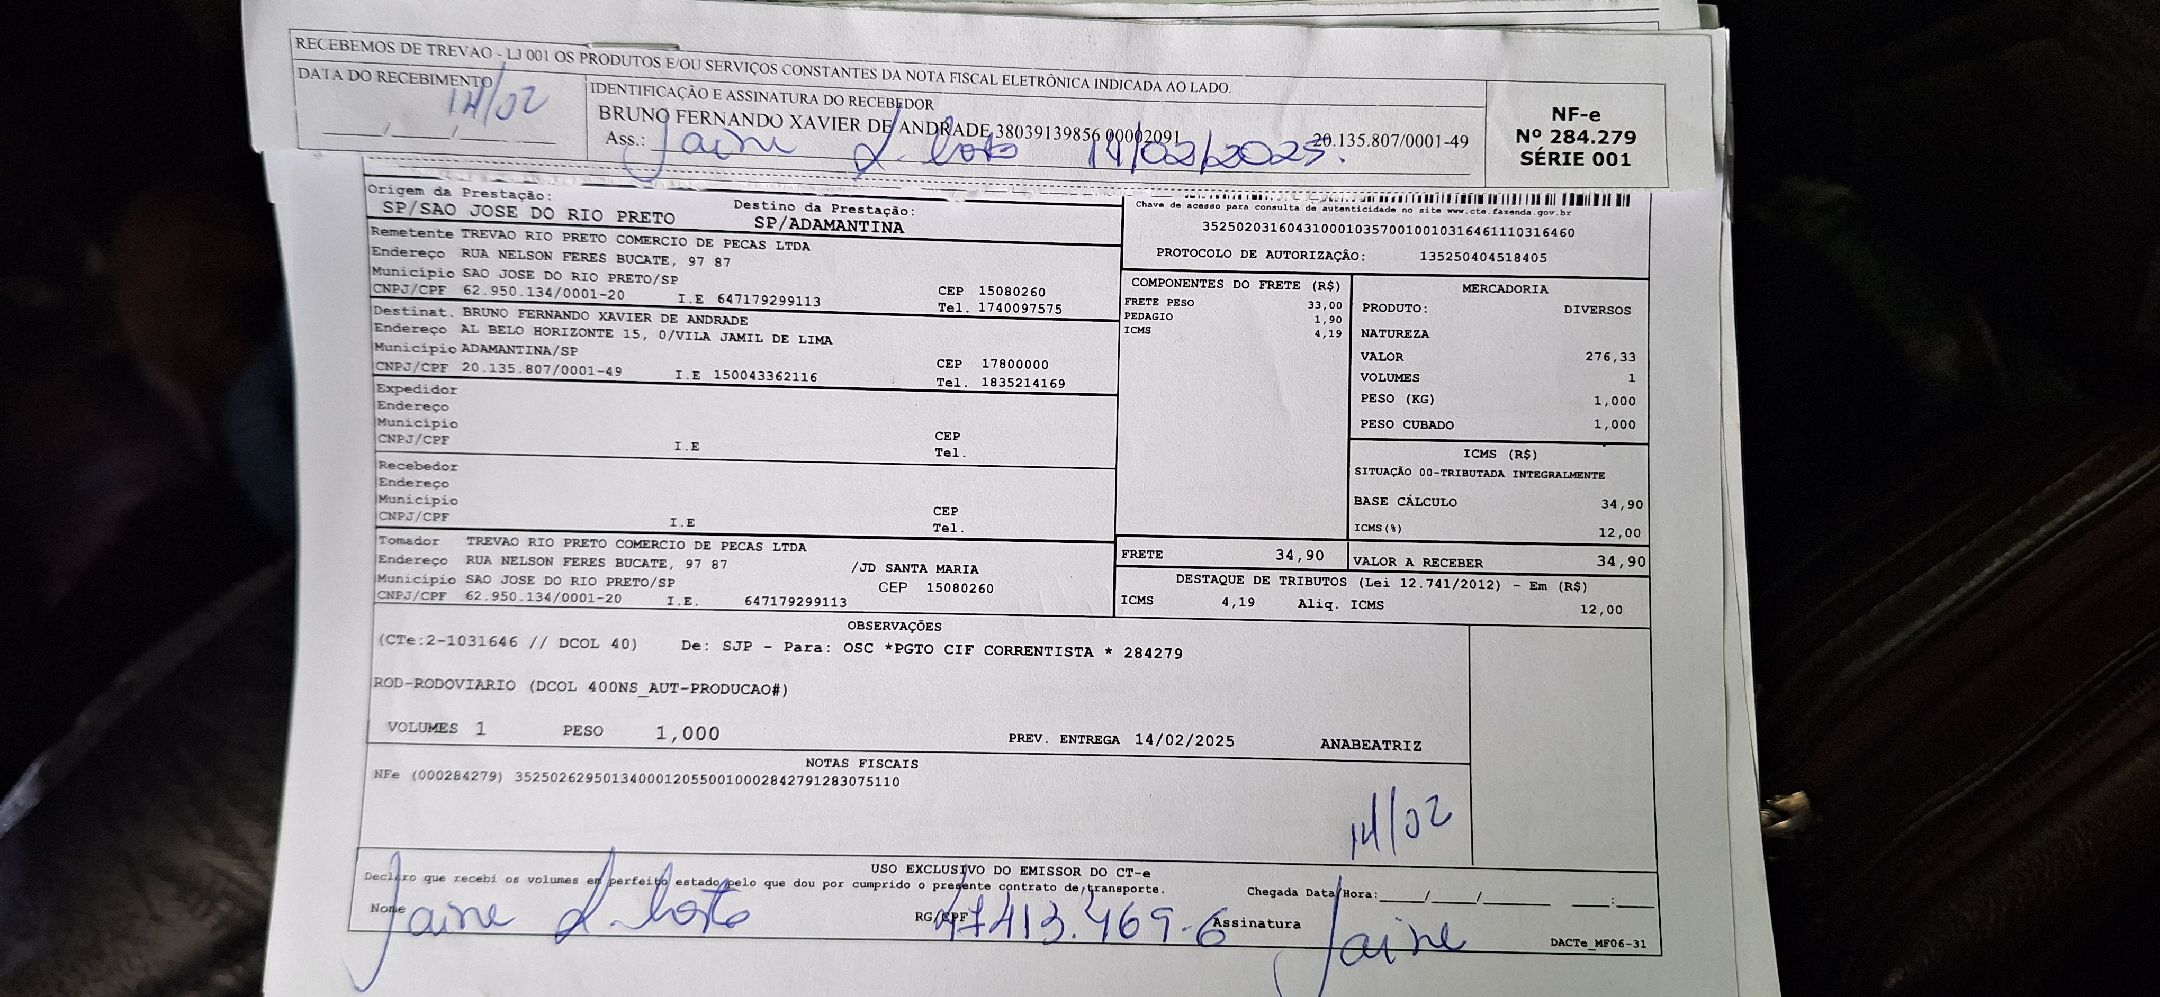 RECEBEMOS DE TREVAO - LJ 001 OS PRODUTOS E/OU SERVIÇOS CONSTANTES DA NOTA FISCAL ELETRÔNICA INDICADA AO LADO.
DATA DO RECEBIMENTO
14/02
___/___/___
IDENTIFICAÇÃO E ASSINATURA DO RECEBEDOR
BRUNO FERNANDO XAVIER DE ANDRADE 38039139856 00002091 20.135.807/0001-49
Ass.: Jaine 14/02/2025.
NF-e
Nº 284.279
SÉRIE 001
Origem da Prestação:
SP/SAO JOSE DO RIO PRETO
Destino da Prestação:
SP/ADAMANTINA
Remetente TREVAO RIO PRETO COMERCIO DE PECAS LTDA
Endereço RUA NELSON FERES BUCATE, 97 87
Município SAO JOSE DO RIO PRETO/SP CEP 15080260
CNPJ/CPF 62.950.134/0001-20 I.E 647179299113 Tel. 1740097575
Destinat. BRUNO FERNANDO XAVIER DE ANDRADE
Endereço AL BELO HORIZONTE 15, 0/VILA JAMIL DE LIMA
Município ADAMANTINA/SP CEP 17800000
CNPJ/CPF 20.135.807/0001-49 I.E 150043362116 Tel. 1835214169
Expedidor
Endereço
Município CEP
CNPJ/CPF I.E Tel.
Recebedor
Endereço
Município CEP
CNPJ/CPF I.E Tel.
Tomador TREVAO RIO PRETO COMERCIO DE PECAS LTDA
Endereço RUA NELSON FERES BUCATE, 97 87 /JD SANTA MARIA
Município SAO JOSE DO RIO PRETO/SP CEP 15080260
CNPJ/CPF 62.950.134/0001-20 I.E. 647179299113
Chave de acesso para consulta de autenticidade no site www.cte.fazenda.gov.br
35250203160431000103570010010316461110316460
PROTOCOLO DE AUTORIZAÇÃO: 135250404518405
COMPONENTES DO FRETE (R$)
FRETE PESO 33,00
PEDAGIO 1,90
ICMS 4,19
MERCADORIA
PRODUTO: DIVERSOS
NATUREZA
VALOR 276,33
VOLUMES 1
PESO (KG) 1,000
PESO CUBADO 1,000
ICMS (R$)
SITUAÇÃO 00-TRIBUTADA INTEGRALMENTE
BASE CÁLCULO 34,90
ICMS(%) 12,00
FRETE 34,90
VALOR A RECEBER 34,90
DESTAQUE DE TRIBUTOS (Lei 12.741/2012) - Em (R$)
ICMS 4,19 Aliq. ICMS 12,00
OBSERVAÇÕES
(CTe:2-1031646 // DCOL 40) De: SJP - Para: OSC *PGTO CIF CORRENTISTA * 284279
ROD-RODOVIARIO (DCOL 400NS_AUT-PRODUCAO#)
VOLUMES 1 PESO 1,000 PREV. ENTREGA 14/02/2025 ANABEATRIZ
NOTAS FISCAIS
NFe (000284279) 35250262950134000120550010002842791283075110
14/02
USO EXCLUSIVO DO EMISSOR DO CT-e
Declaro que recebi os volumes em perfeito estado pelo que dou por cumprido o presente contrato de transporte.
Chegada Data/Hora:___/___/___ __:__
Nome Jaine RG/CPF 47413.469-6 Assinatura Jaine
DACTe_MF06-31